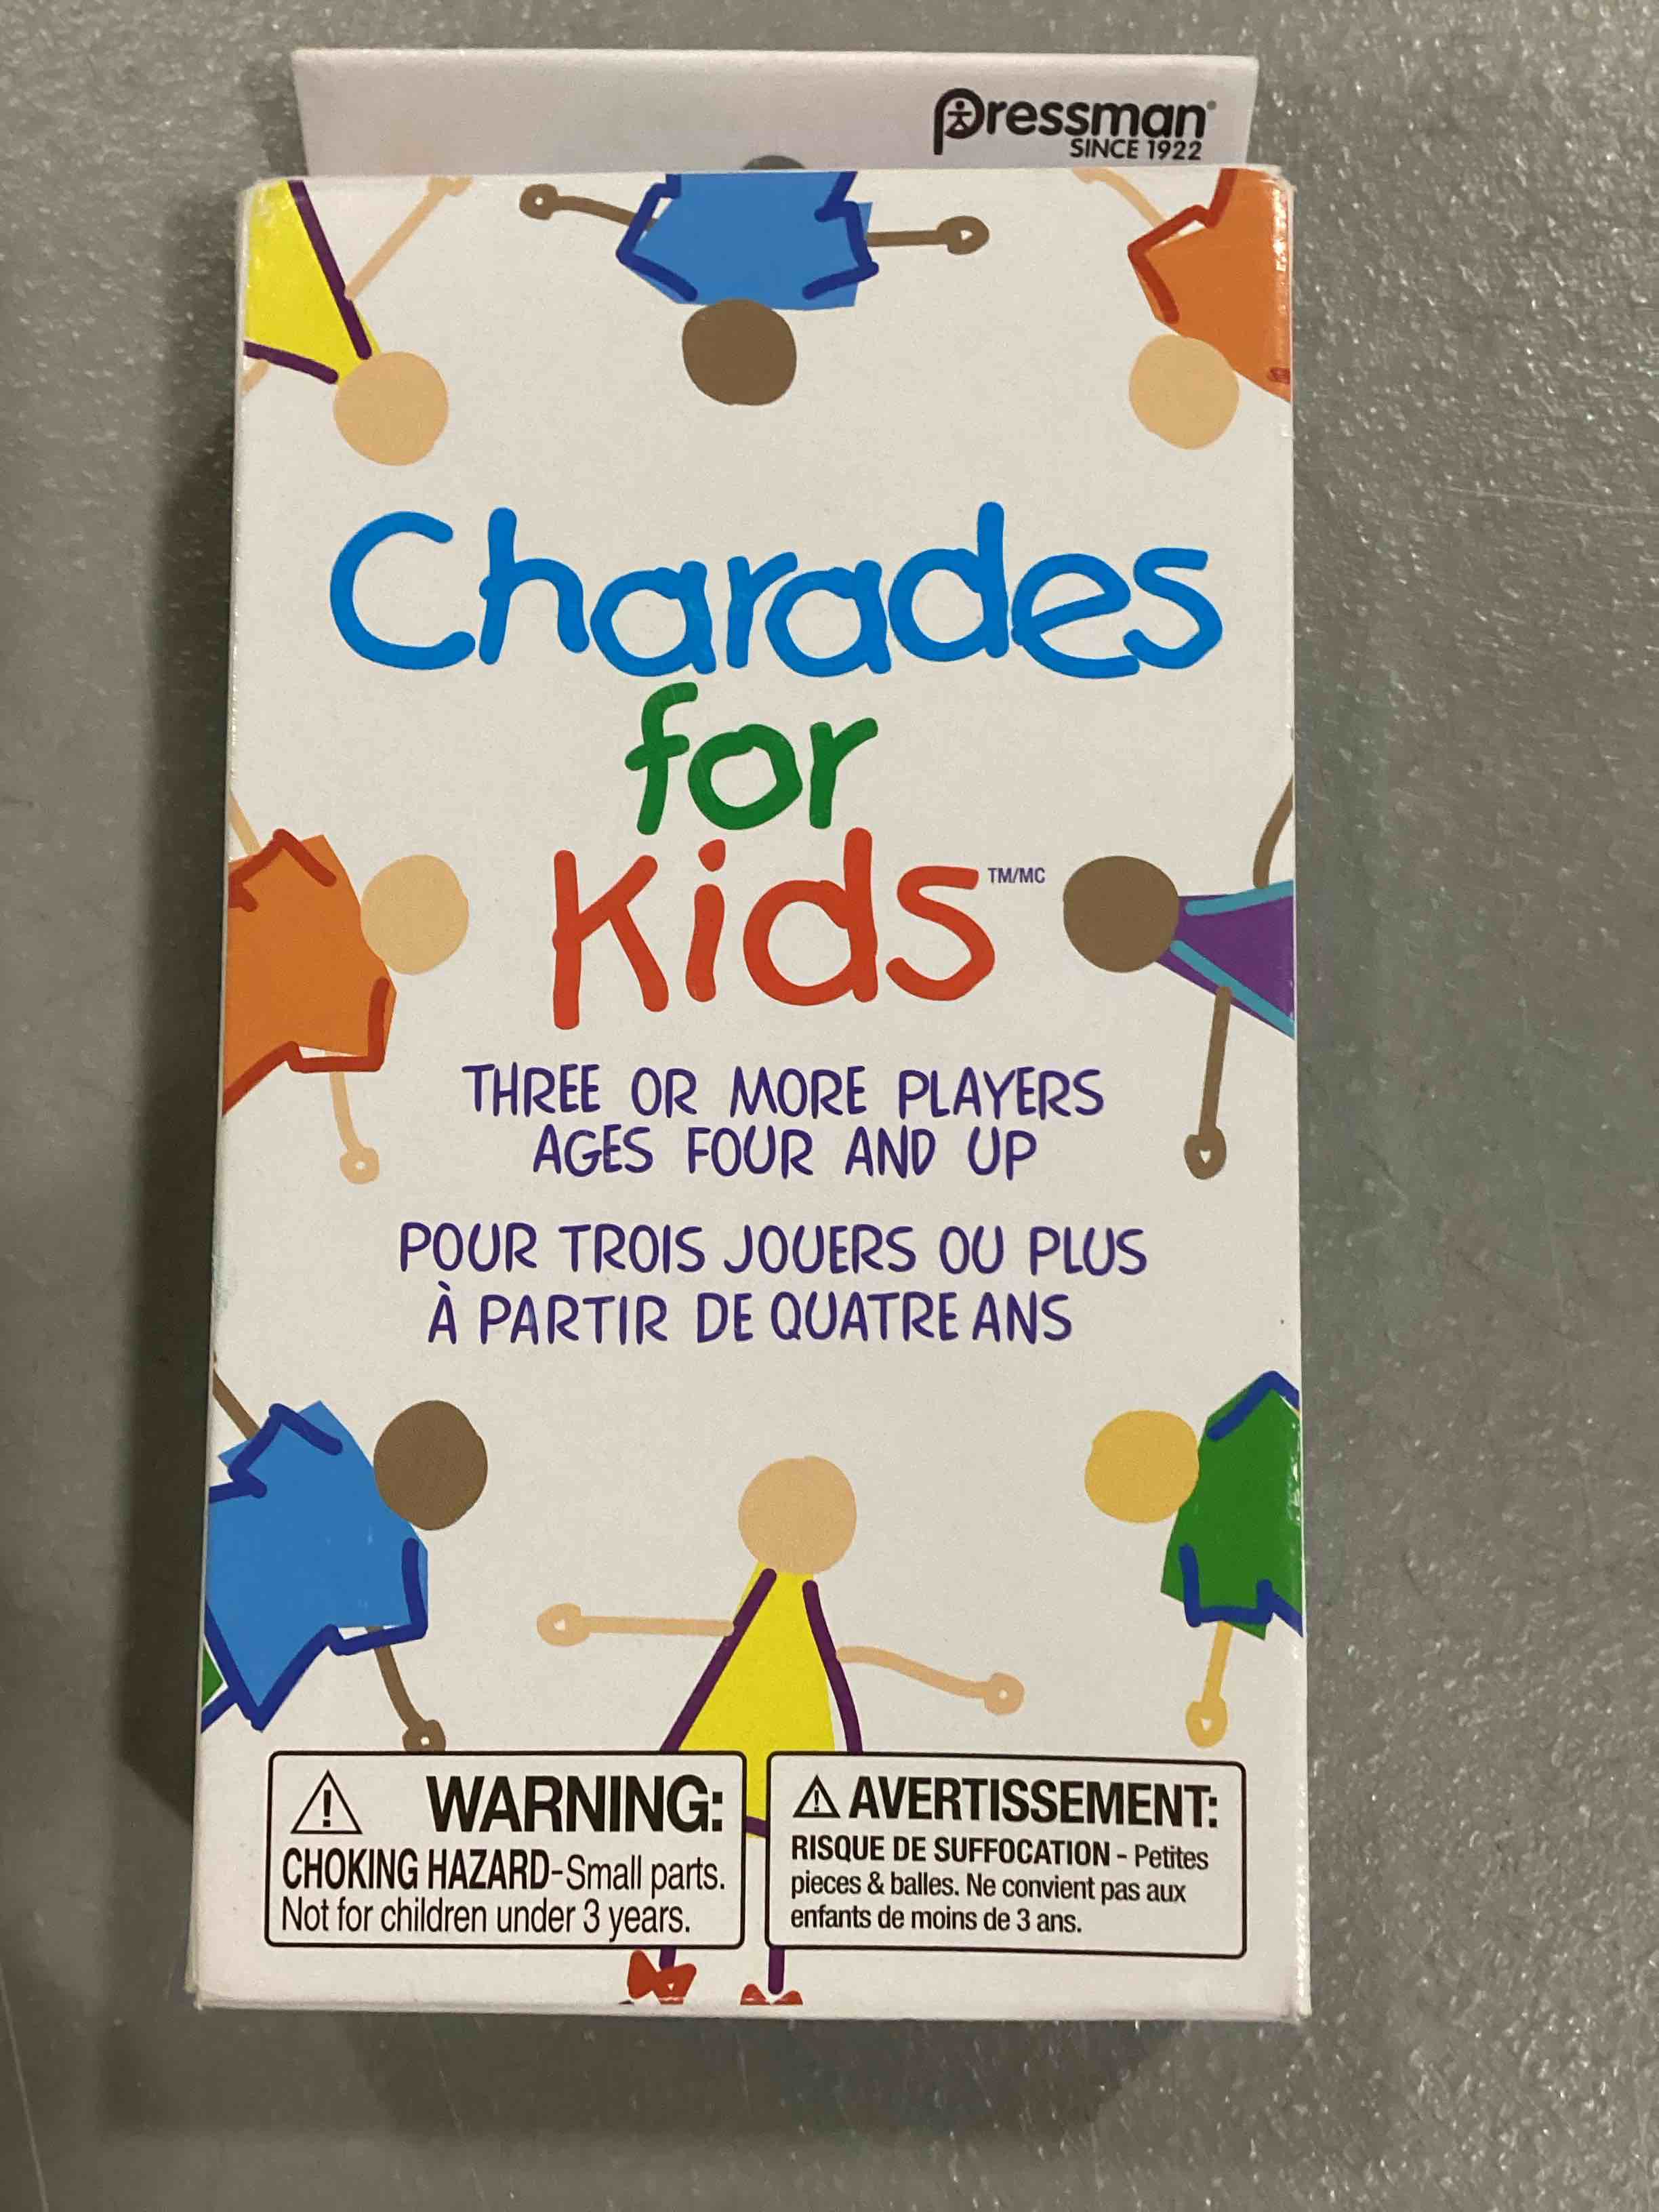 Pressman®
SINCE 1922
Charades
for
Kids TM/MC
THREE OR MORE PLAYERS
AGES FOUR AND UP
POUR TROIS JOUERS OU PLUS
À PARTIR DE QUATRE ANS
WARNING:
CHOKING HAZARD-Small parts.
Not for children under 3 years.
AVERTISSEMENT:
RISQUE DE SUFFOCATION - Petites
pieces & balles. Ne convient pas aux
enfants de moins de 3 ans.